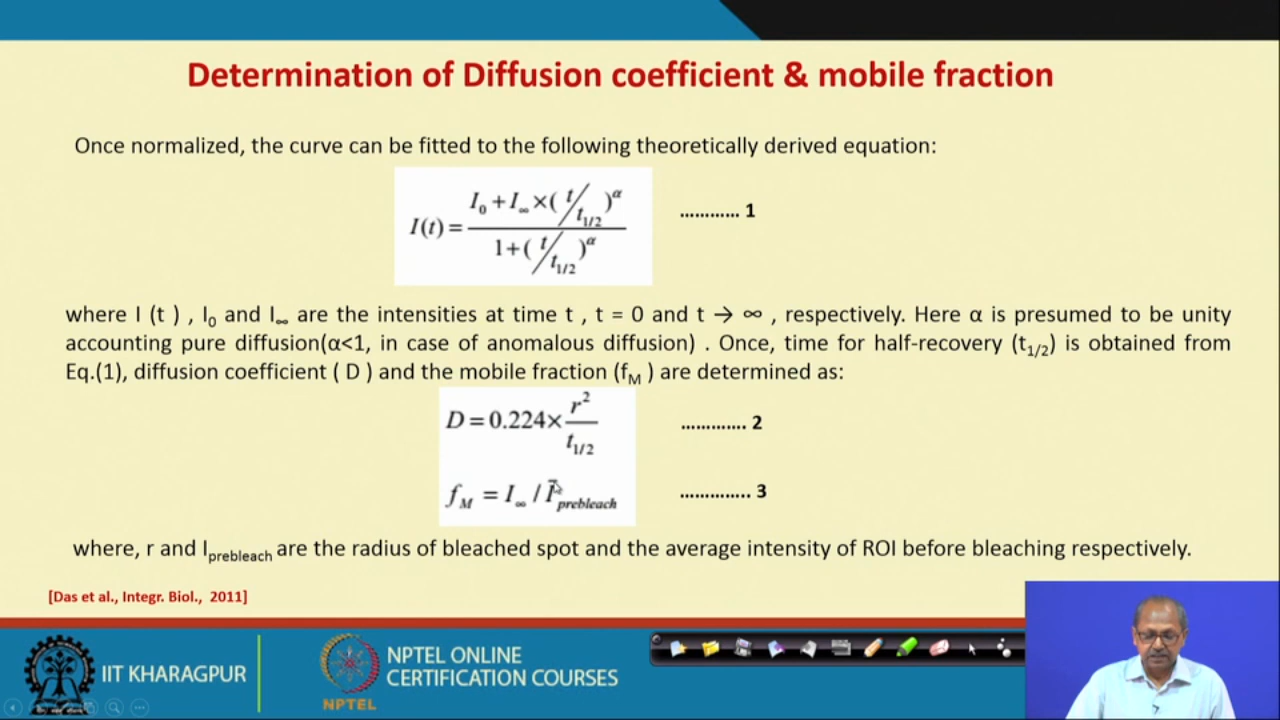 Determination of Diffusion coefficient & mobile fraction
Once normalized, the curve can be fitted to the following theoretically derived equation:
I(t) = (I₀ + I∞ × (t/t₁/₂)^α) / (1 + (t/t₁/₂)^α) ............ 1
where I (t ) , I₀ and I∞ are the intensities at time t , t = 0 and t → ∞ , respectively. Here α is presumed to be unity
accounting pure diffusion(α<1, in case of anomalous diffusion) . Once, time for half-recovery (t₁/₂) is obtained from
Eq.(1), diffusion coefficient ( D ) and the mobile fraction (f_M ) are determined as:
D = 0.224 × r²/t₁/₂ ............. 2
f_M = I∞ / Ī_prebleach .............. 3
where, r and I_prebleach are the radius of bleached spot and the average intensity of ROI before bleaching respectively.
[Das et al., Integr. Biol., 2011]
IIT KHARAGPUR
NPTEL
NPTEL ONLINE
CERTIFICATION COURSES